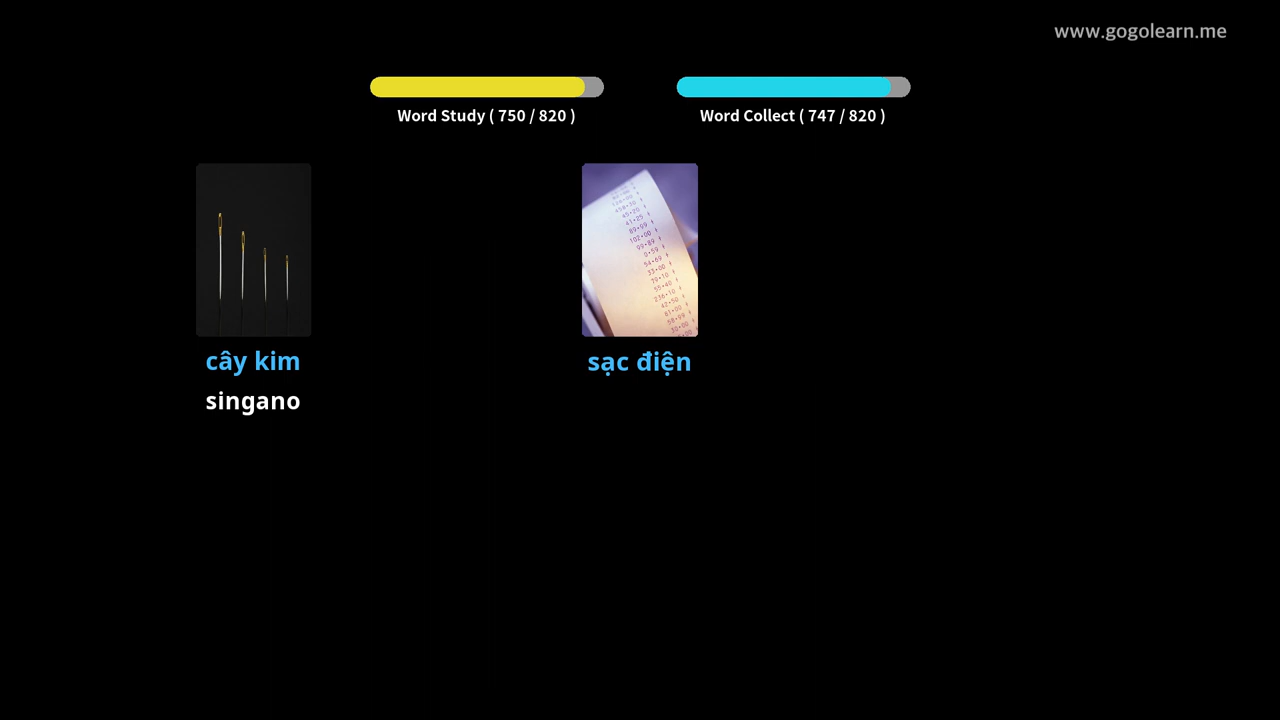 www.gogolearn.me
Word Study ( 750 / 820 )
Word Collect ( 747 / 820 )
cây kim
singano
sạc điện